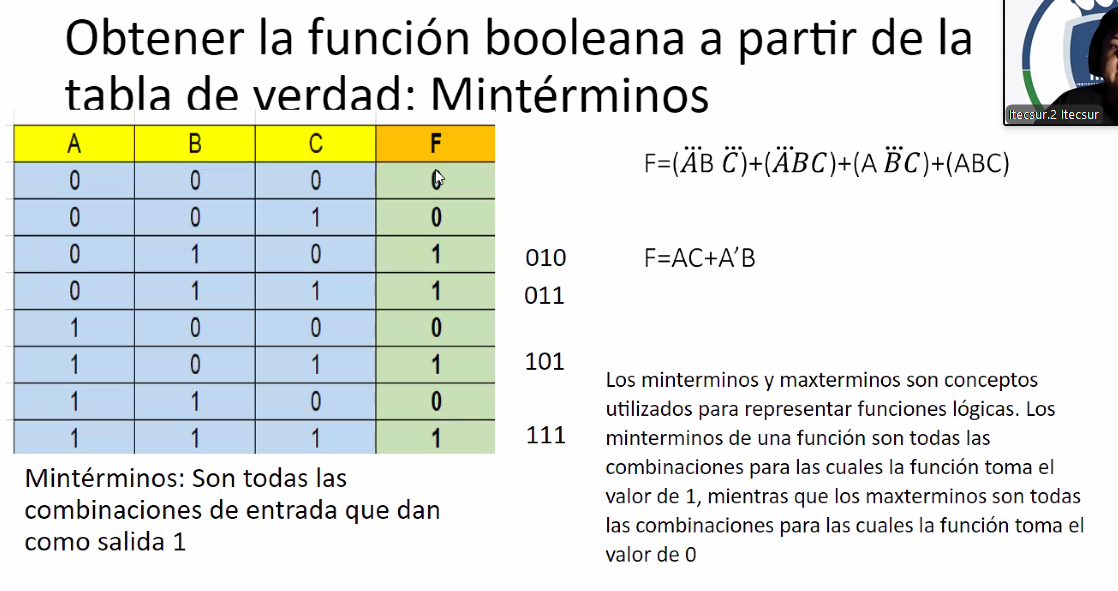 Obtener la función booleana a partir de la
tabla de verdad: Mintérminos
Itecsur.2 Itecsur
A B C F
0 0 0 0
0 0 1 0
0 1 0 1
0 1 1 1
1 0 0 0
1 0 1 1
1 1 0 0
1 1 1 1
010
011
101
111
F=(A⃛B C⃛)+(A⃛BC)+(A B⃛C)+(ABC)
F=AC+A’B
Mintérminos: Son todas las
combinaciones de entrada que dan
como salida 1
Los minterminos y maxterminos son conceptos
utilizados para representar funciones lógicas. Los
minterminos de una función son todas las
combinaciones para las cuales la función toma el
valor de 1, mientras que los maxterminos son todas
las combinaciones para las cuales la función toma el
valor de 0